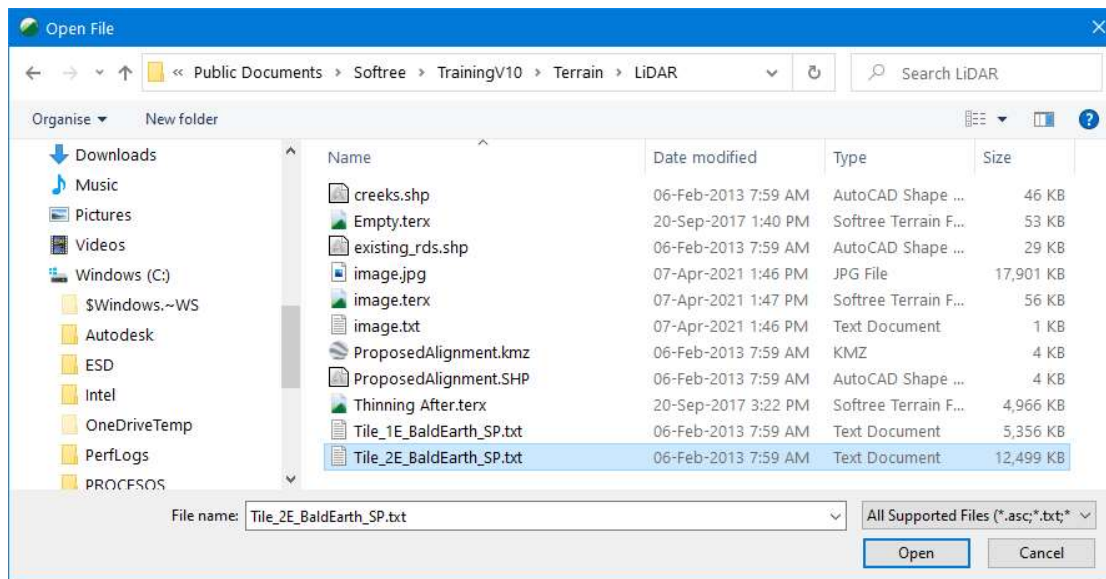 Open File
« Public Documents › Softree › TrainingV10 › Terrain › LiDAR Search LiDAR
Organise New folder
Downloads
Music
Pictures
Videos
Windows (C:)
$Windows.~WS
Autodesk
ESD
Intel
OneDriveTemp
PerfLogs
PROCESOS
Name Date modified Type Size
creeks.shp 06-Feb-2013 7:59 AM AutoCAD Shape ... 46 KB
Empty.terx 20-Sep-2017 1:40 PM Softree Terrain F... 53 KB
existing_rds.shp 06-Feb-2013 7:59 AM AutoCAD Shape ... 29 KB
image.jpg 07-Apr-2021 1:46 PM JPG File 17,901 KB
image.terx 07-Apr-2021 1:47 PM Softree Terrain F... 56 KB
image.txt 07-Apr-2021 1:46 PM Text Document 1 KB
ProposedAlignment.kmz 06-Feb-2013 7:59 AM KMZ 4 KB
ProposedAlignment.SHP 06-Feb-2013 7:59 AM AutoCAD Shape ... 4 KB
Thinning After.terx 20-Sep-2017 3:22 PM Softree Terrain F... 4,966 KB
Tile_1E_BaldEarth_SP.txt 06-Feb-2013 7:59 AM Text Document 5,356 KB
Tile_2E_BaldEarth_SP.txt 06-Feb-2013 7:59 AM Text Document 12,499 KB
File name: Tile_2E_BaldEarth_SP.txt All Supported Files (*.asc;*.txt;*
Open Cancel